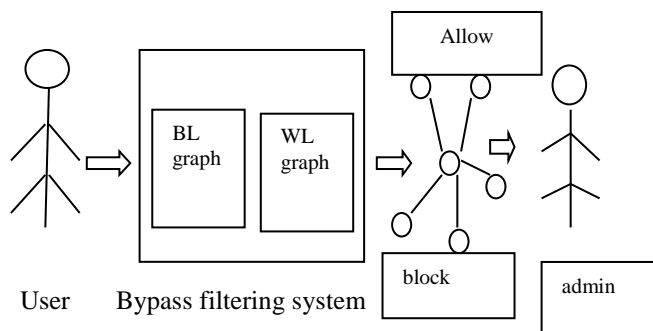 Allow
BL
graph
WL
graph
block
admin
User
Bypass filtering system